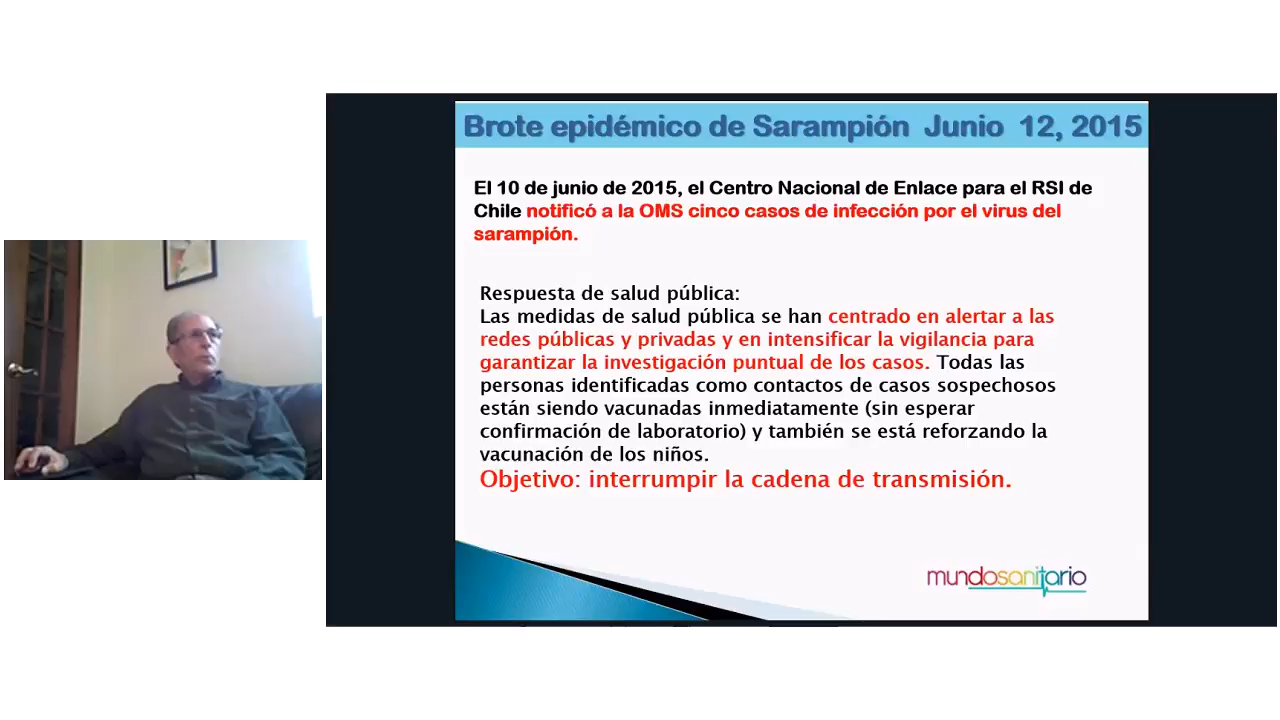 Brote epidémico de Sarampión Junio 12, 2015
El 10 de junio de 2015, el Centro Nacional de Enlace para el RSI de
Chile notificó a la OMS cinco casos de infección por el virus del
sarampión.
Respuesta de salud pública:
Las medidas de salud pública se han centrado en alertar a las
redes públicas y privadas y en intensificar la vigilancia para
garantizar la investigación puntual de los casos. Todas las
personas identificadas como contactos de casos sospechosos
están siendo vacunadas inmediatamente (sin esperar
confirmación de laboratorio) y también se está reforzando la
vacunación de los niños.
Objetivo: interrumpir la cadena de transmisión.
mundosanitario